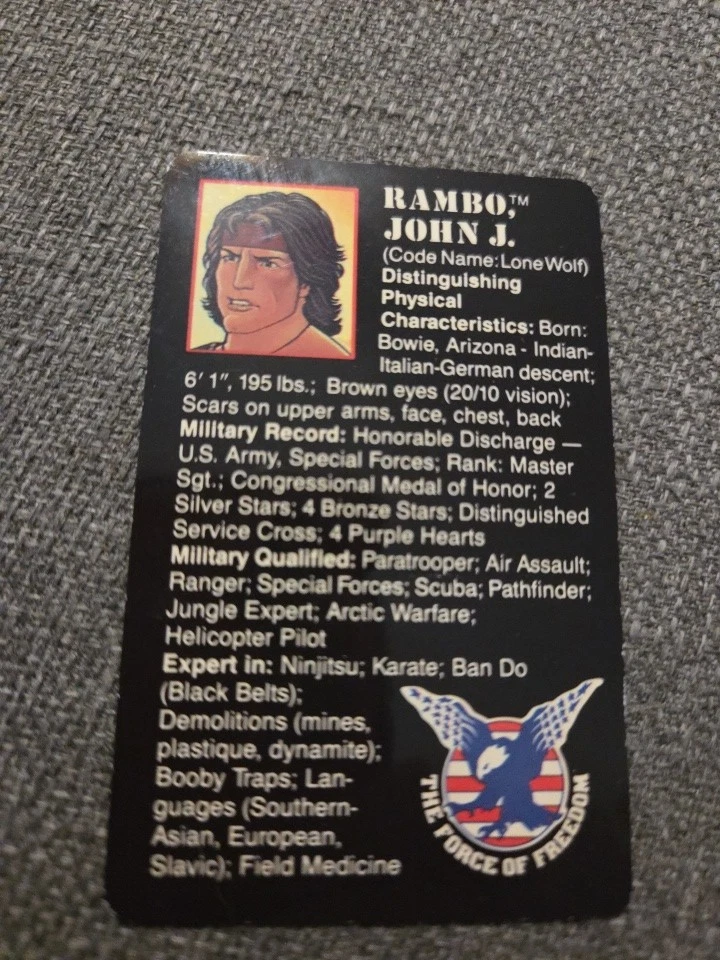 RAMBO,™
JOHN J.
(Code Name: Lone Wolf)
Distinguishing
Physical
Characteristics: Born:
Bowie, Arizona - Indian-
Italian-German descent;
6' 1", 195 lbs.; Brown eyes (20/10 vision);
Scars on upper arms, face, chest, back
Military Record: Honorable Discharge —
U.S. Army, Special Forces; Rank: Master
Sgt.; Congressional Medal of Honor; 2
Silver Stars; 4 Bronze Stars; Distinguished
Service Cross; 4 Purple Hearts
Military Qualified: Paratrooper; Air Assault;
Ranger; Special Forces; Scuba; Pathfinder;
Jungle Expert; Arctic Warfare;
Helicopter Pilot
Expert in: Ninjitsu; Karate; Ban Do
(Black Belts);
Demolitions (mines,
plastique, dynamite);
Booby Traps; Lan-
guages (Southern-
Asian, European,
Slavic); Field Medicine
THE FORCE OF FREEDOM